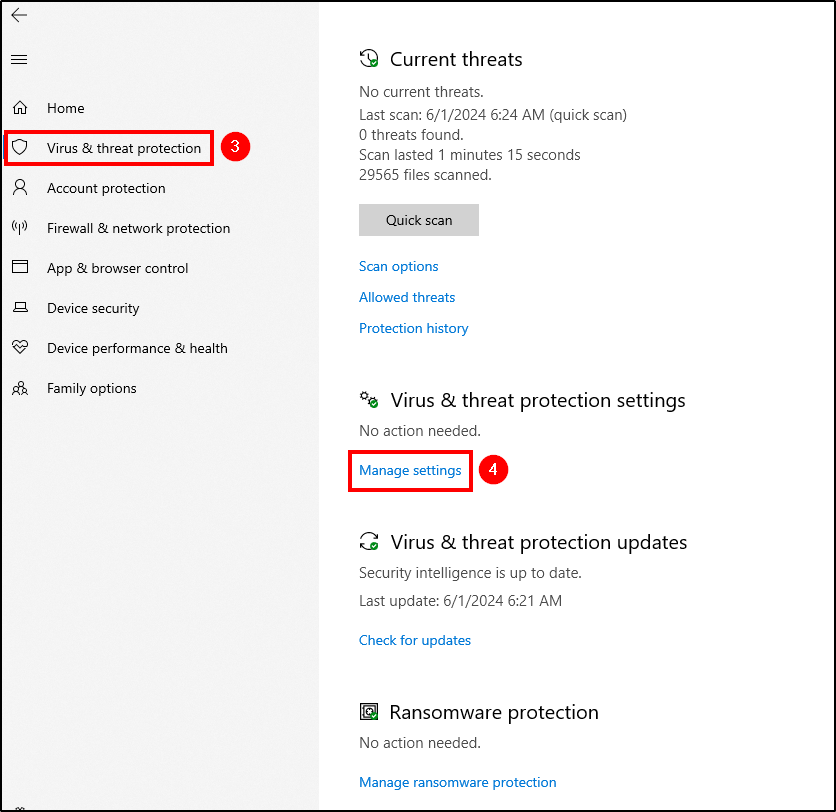 Home
Virus & threat protection
3
Account protection
Firewall & network protection
App & browser control
Device security
Device performance & health
Family options
Current threats
No current threats.
Last scan: 6/1/2024 6:24 AM (quick scan)
0 threats found.
Scan lasted 1 minutes 15 seconds
29565 files scanned.
Quick scan
Scan options
Allowed threats
Protection history
Virus & threat protection settings
No action needed.
Manage settings
4
Virus & threat protection updates
Security intelligence is up to date.
Last update: 6/1/2024 6:21 AM
Check for updates
Ransomware protection
No action needed.
Manage ransomware protection